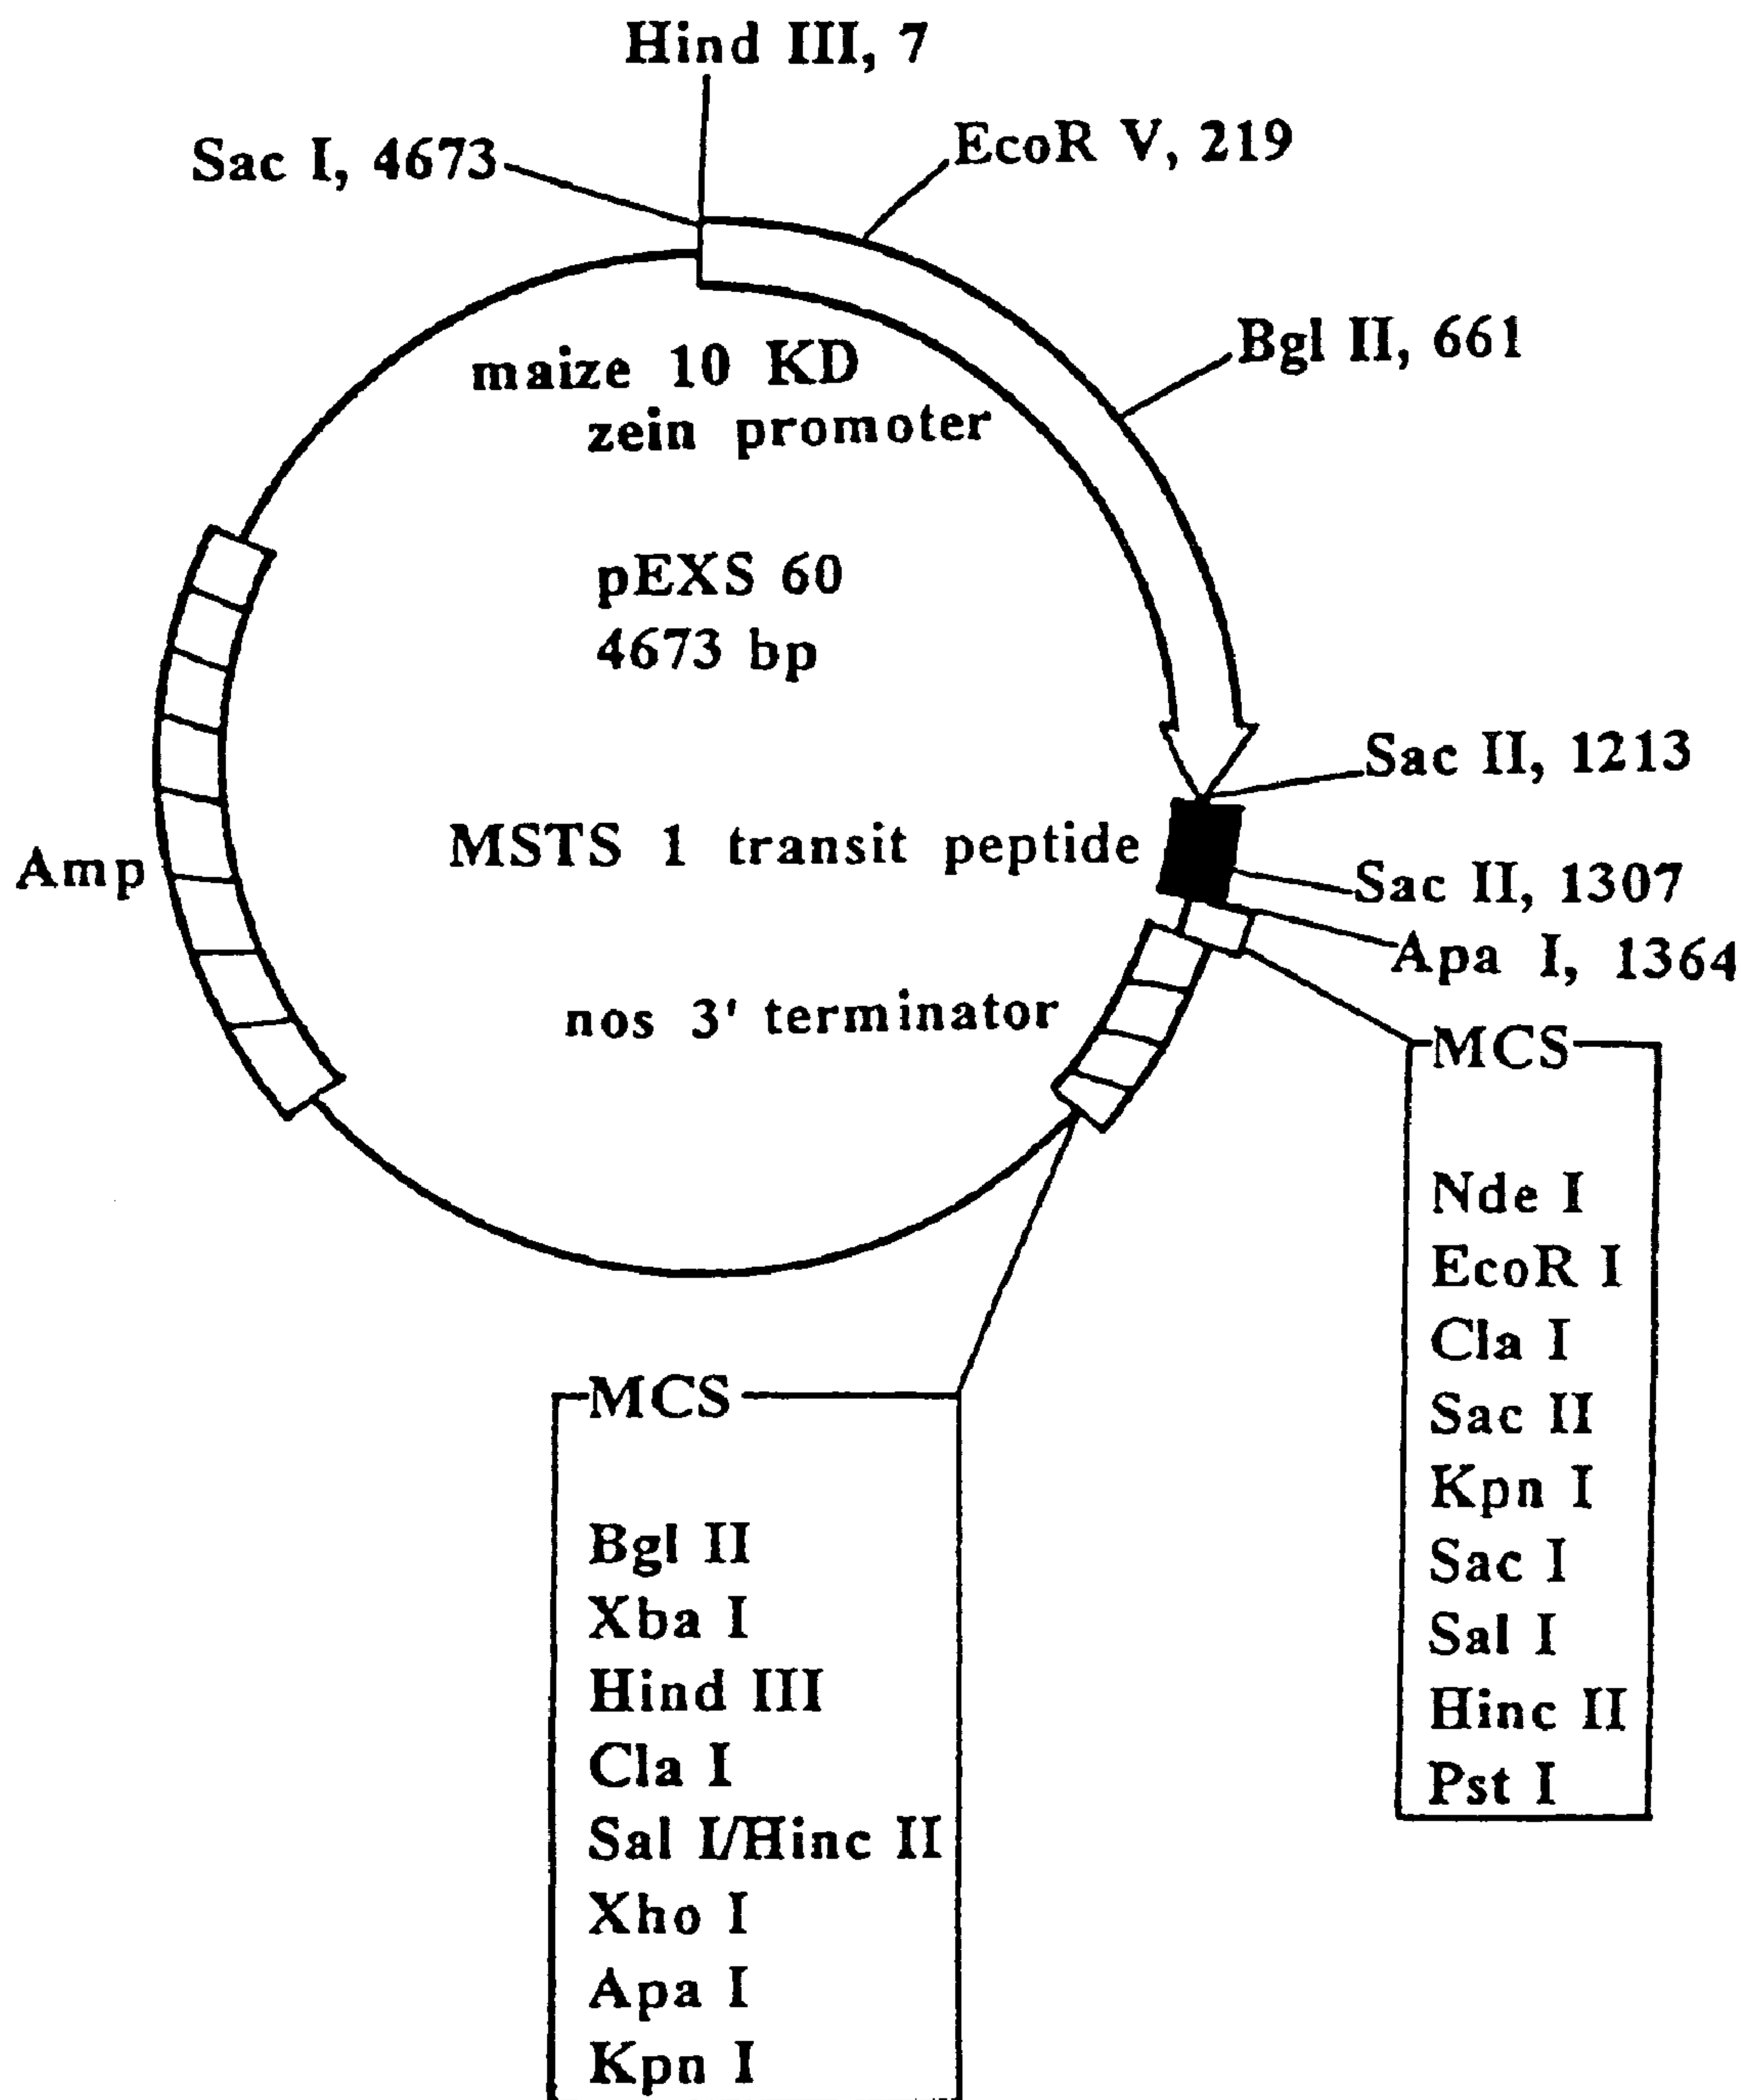 Hind III, 7
Sac I, 4673
EcoR V, 219
Bgl II, 661
maize 10 KD
zein promoter
pEXS 60
4673 bp
Sac II, 1213
MSTS 1 transit peptide
Amp
Sac II, 1307
Apa I, 1364
nos 3' terminator
MCS
Nde I
EcoR I
Cla I
Sac II
Kpn I
Sac I
Sal I
Hinc II
Pst I
MCS
Bgl II
Xba I
Hind III
Cla I
Sal I/Hinc II
Xho I
Apa I
Kpn I